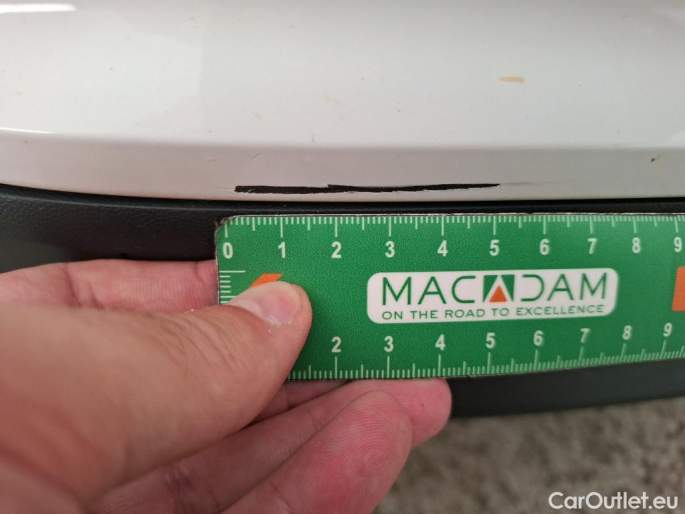 0 1 2 3 4 5 6 7 8 9
MACADAM
ON THE ROAD TO EXCELLENCE
2 3 4 5 6 7 8 9
CarOutlet.eu